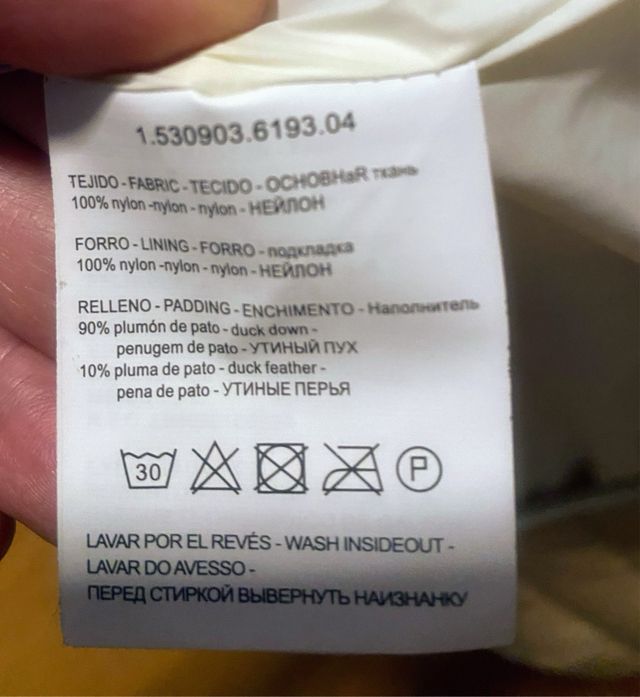 1.530903.6193.04
TEJIDO - FABRIC - TECIDO - ОСНОВНаR ткань
100% nylon -nylon - nylon - НЕЙЛОН
FORRO - LINING - FORRO - подкладка
100% nylon -nylon - nylon - НЕЙЛОН
RELLENO - PADDING - ENCHIMENTO - Наполнитель
90% plumón de pato - duck down -
penugem de pato - УТИНЫЙ ПУХ
10% pluma de pato - duck feather -
pena de pato - УТИНЫЕ ПЕРЬЯ
30 P
LAVAR POR EL REVÉS - WASH INSIDEOUT -
LAVAR DO AVESSO -
ПЕРЕД СТИРКОЙ ВЫВЕРНУТЬ НАИЗНАНКУ